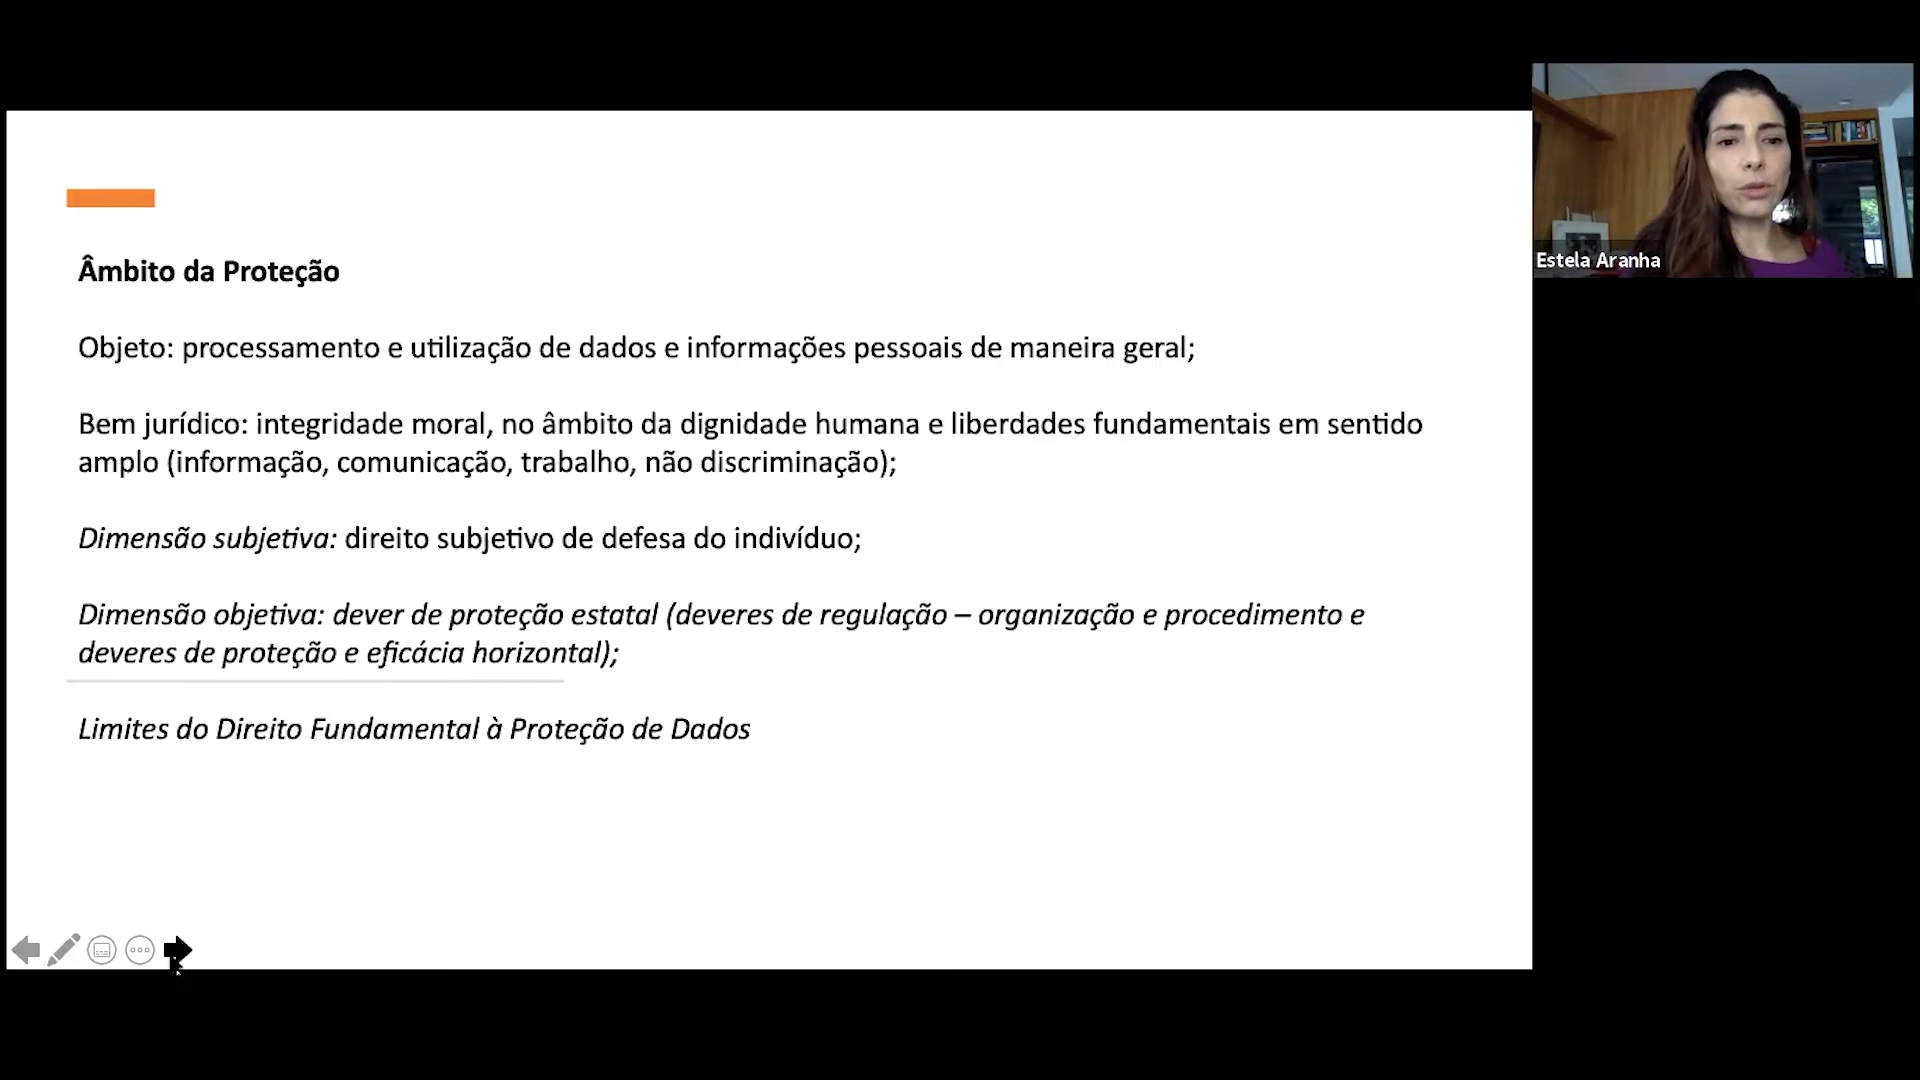 Âmbito da Proteção
Objeto: processamento e utilização de dados e informações pessoais de maneira geral;
Bem jurídico: integridade moral, no âmbito da dignidade humana e liberdades fundamentais em sentido
amplo (informação, comunicação, trabalho, não discriminação);
Dimensão subjetiva: direito subjetivo de defesa do indivíduo;
Dimensão objetiva: dever de proteção estatal (deveres de regulação – organização e procedimento e
deveres de proteção e eficácia horizontal);
Limites do Direito Fundamental à Proteção de Dados
Estela Aranha